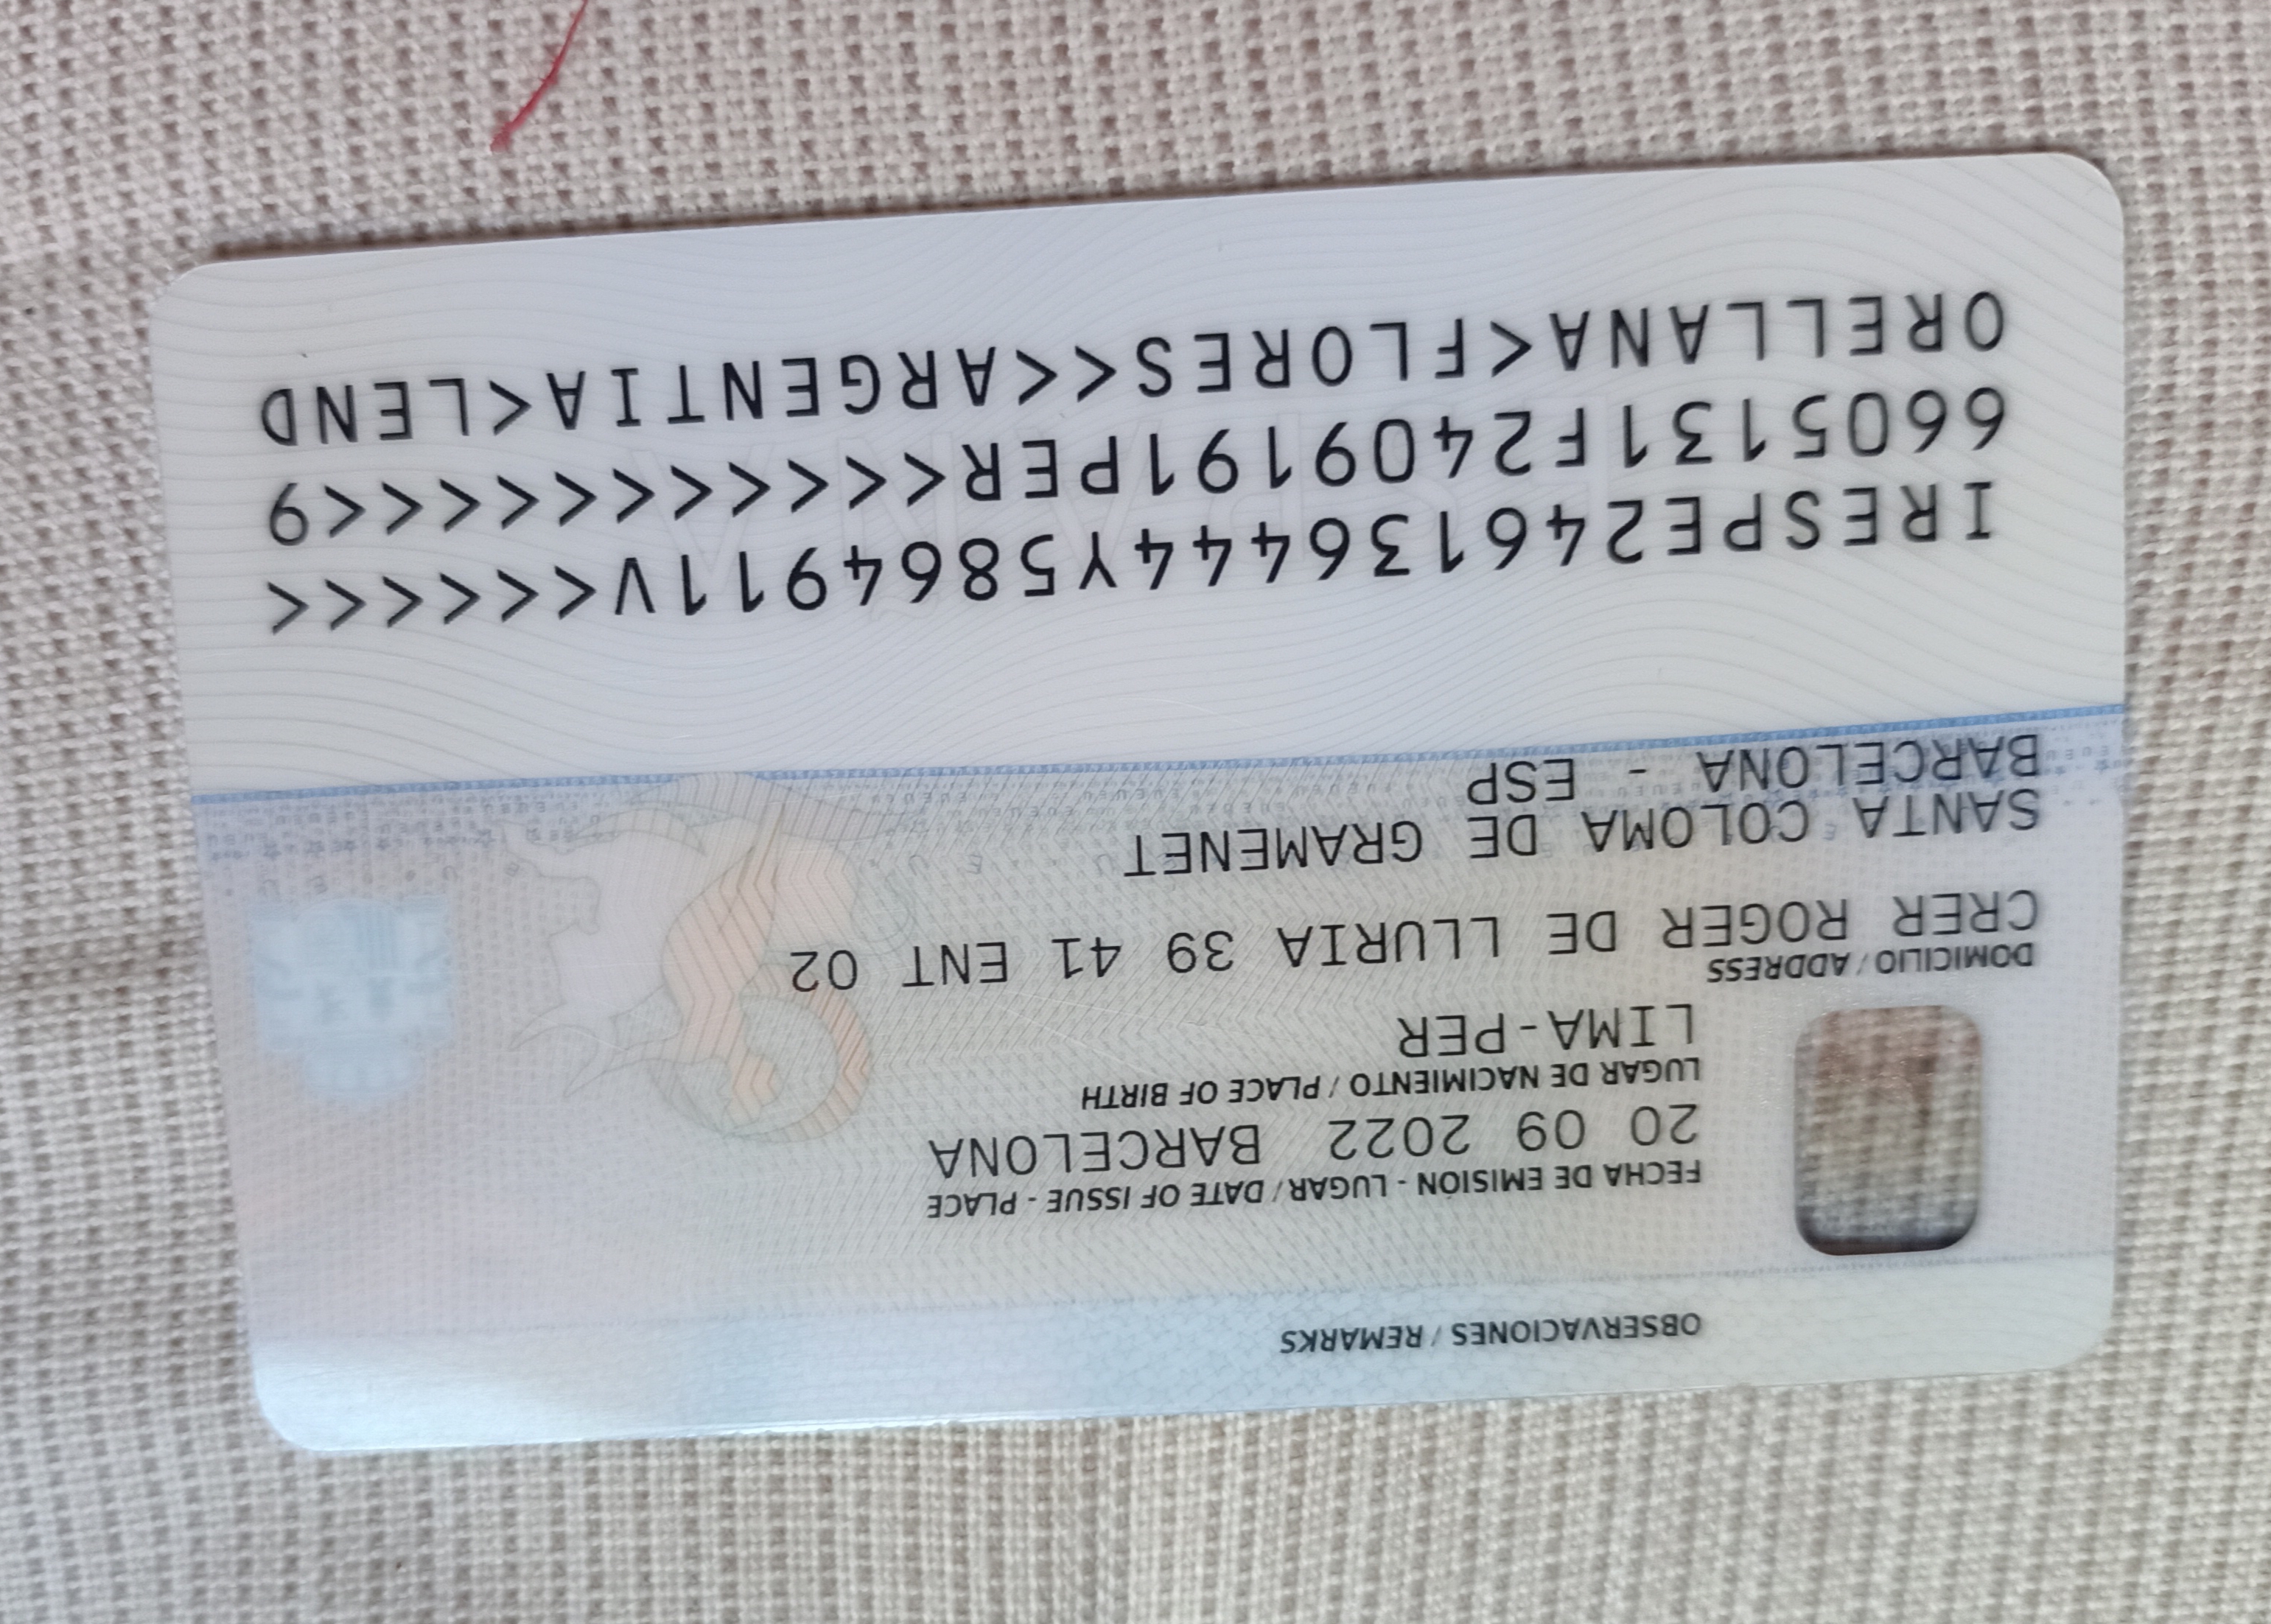 OBSERVACIONES / REMARKS
FECHA DE EMISIÓN - LUGAR / DATE OF ISSUE - PLACE
20 09 2022 BARCELONA
LUGAR DE NACIMIENTO / PLACE OF BIRTH
LIMA-PER
DOMICILIO / ADDRESS
CRER ROGER DE LLURIA 39 41 ENT 02
SANTA COLOMA DE GRAMENET
BARCELONA - ESP
IRESPE246136444Y5864911V<<<<<<
6605131F2409191PER<<<<<<<<<<<9
ORELLANA<FLORES<<ARGENTIA<LEND